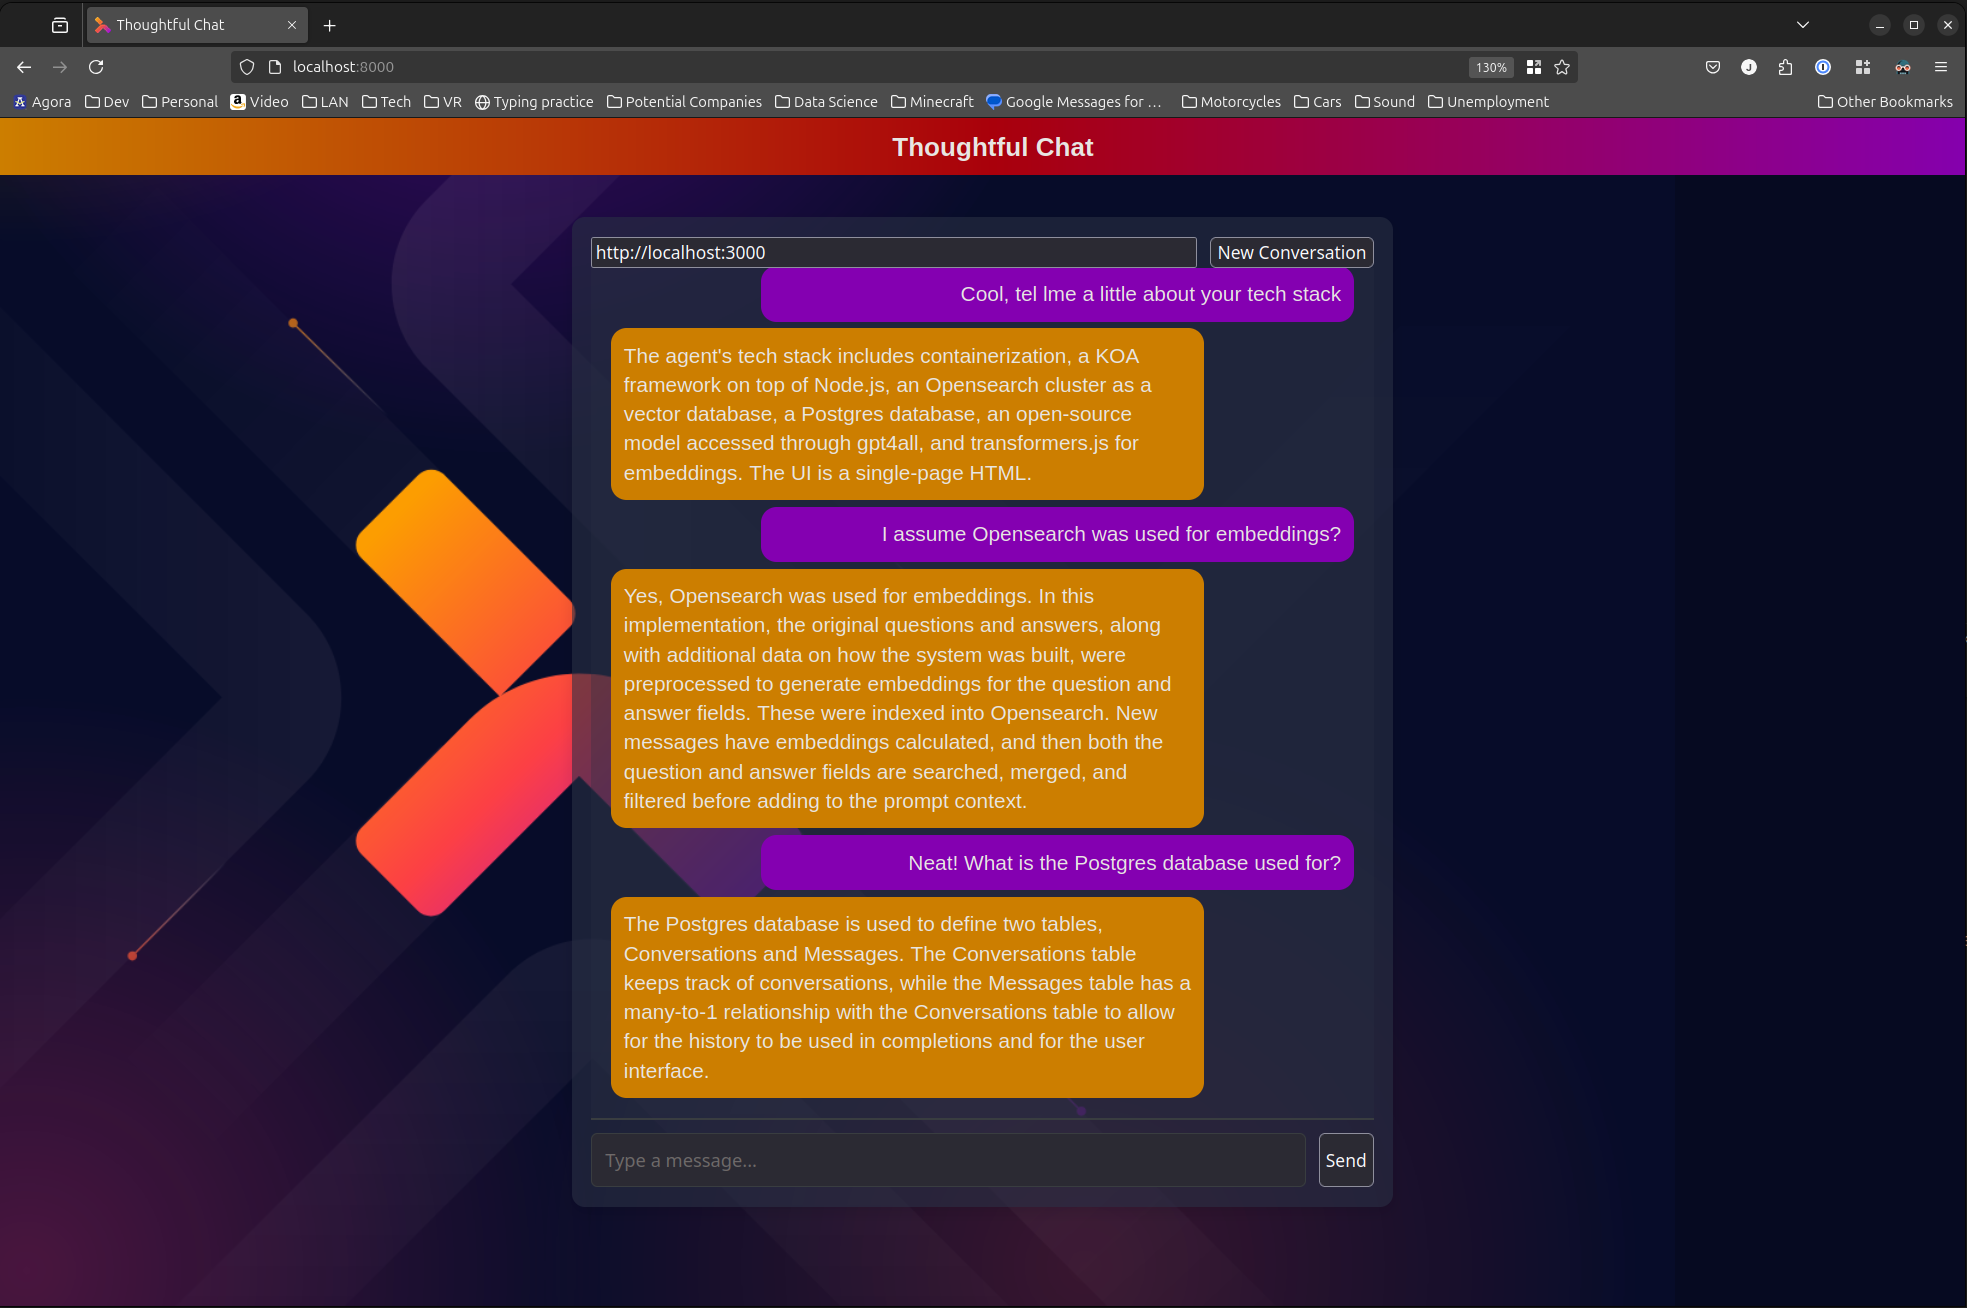 Thoughtful Chat
localhost:8000
130%
Agora Dev Personal Video LAN Tech VR Typing practice Potential Companies Data Science Minecraft Google Messages for … Motorcycles Cars Sound Unemployment Other Bookmarks
Thoughtful Chat
http://localhost:3000
New Conversation
Cool, tel lme a little about your tech stack
The agent's tech stack includes containerization, a KOA
framework on top of Node.js, an Opensearch cluster as a
vector database, a Postgres database, an open-source
model accessed through gpt4all, and transformers.js for
embeddings. The UI is a single-page HTML.
I assume Opensearch was used for embeddings?
Yes, Opensearch was used for embeddings. In this
implementation, the original questions and answers, along
with additional data on how the system was built, were
preprocessed to generate embeddings for the question and
answer fields. These were indexed into Opensearch. New
messages have embeddings calculated, and then both the
question and answer fields are searched, merged, and
filtered before adding to the prompt context.
Neat! What is the Postgres database used for?
The Postgres database is used to define two tables,
Conversations and Messages. The Conversations table
keeps track of conversations, while the Messages table has a
many-to-1 relationship with the Conversations table to allow
for the history to be used in completions and for the user
interface.
Type a message...
Send